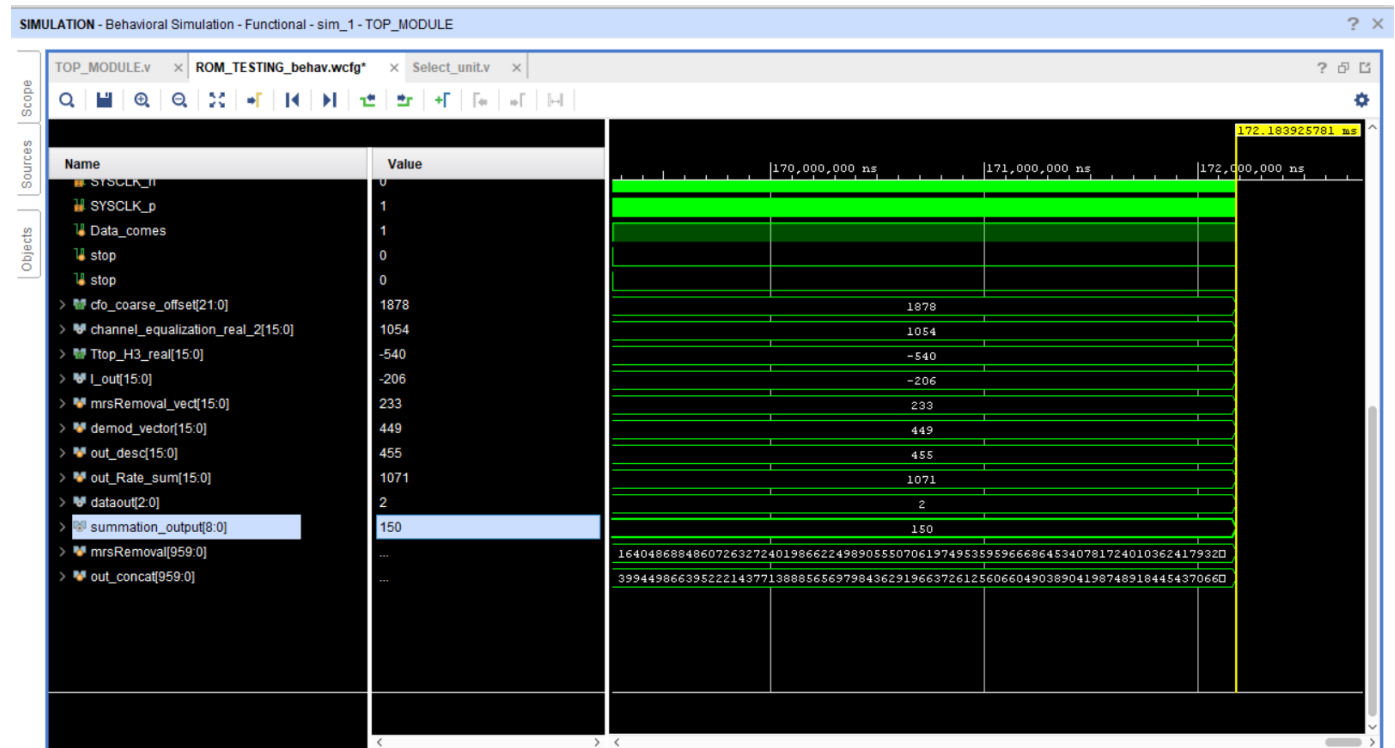 SIMULATION - Behavioral Simulation - Functional - sim_1 - TOP_MODULE
Scope
Sources
Objects
TOP_MODULE.v
ROM_TESTING_behav.wcfg*
Select_unit.v
172.183925781 ms
Name Value
170,000,000 ns 171,000,000 ns 172,000,000 ns
SYSCLK_n 0
SYSCLK_p 1
Data_comes 1
stop 0
stop 0
cfo_coarse_offset[21:0] 1878 1878
channel_equalization_real_2[15:0] 1054 1054
Ttop_H3_real[15:0] -540 -540
I_out[15:0] -206 -206
mrsRemoval_vect[15:0] 233 233
demod_vector[15:0] 449 449
out_desc[15:0] 455 455
out_Rate_sum[15:0] 1071 1071
dataout[2:0] 2 2
summation_output[8:0] 150 150
mrsRemoval[959:0] ...
out_concat[959:0] ...